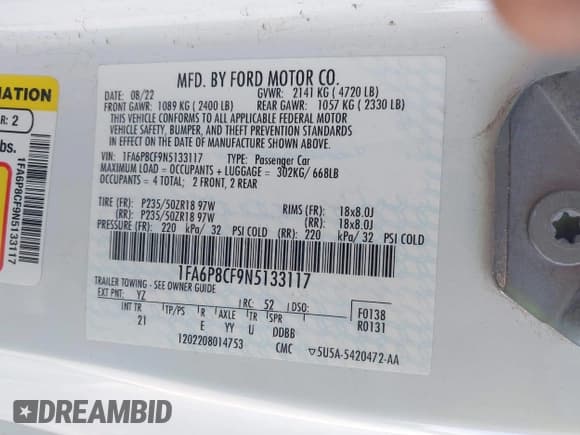 MATION
R: 2
lbs.
1FA6P8CF9N5133117
MFD. BY FORD MOTOR CO.
DATE: 08/22 GVWR: 2141 KG ( 4720 LB)
FRONT GAWR: 1089 KG ( 2400 LB) REAR GAWR: 1057 KG ( 2330 LB)
THIS VEHICLE CONFORMS TO ALL APPLICABLE FEDERAL MOTOR
VEHICLE SAFETY, BUMPER, AND THEFT PREVENTION STANDARDS
IN EFFECT ON THE DATE OF MANUFACTURE SHOWN ABOVE.
VIN: 1FA6P8CF9N5133117 TYPE: Passenger Car
MAXIMUM LOAD = OCCUPANTS + LUGGAGE = 302KG/ 668LB
OCCUPANTS = 4 TOTAL; 2 FRONT, 2 REAR
TIRE (FR): P235/50ZR18 97W RIMS (FR): 18x8.0J
(RR): P235/50ZR18 97W (RR): 18x8.0J
PRESSURE (FR): 220 kPa/ 32 PSI COLD (RR): 220 kPa/ 32 PSI COLD
1FA6P8CF9N5133117
TRAILER TOWING - SEE OWNER GUIDE
EXT PNT: YZ RC: 52 DSO: F0138
INT TR TP/PS R AXLE TR SPR R0131
21 E YY U DDBB
1202208014753 CMC ▽5U5A-5420472-AA
DREAMBID